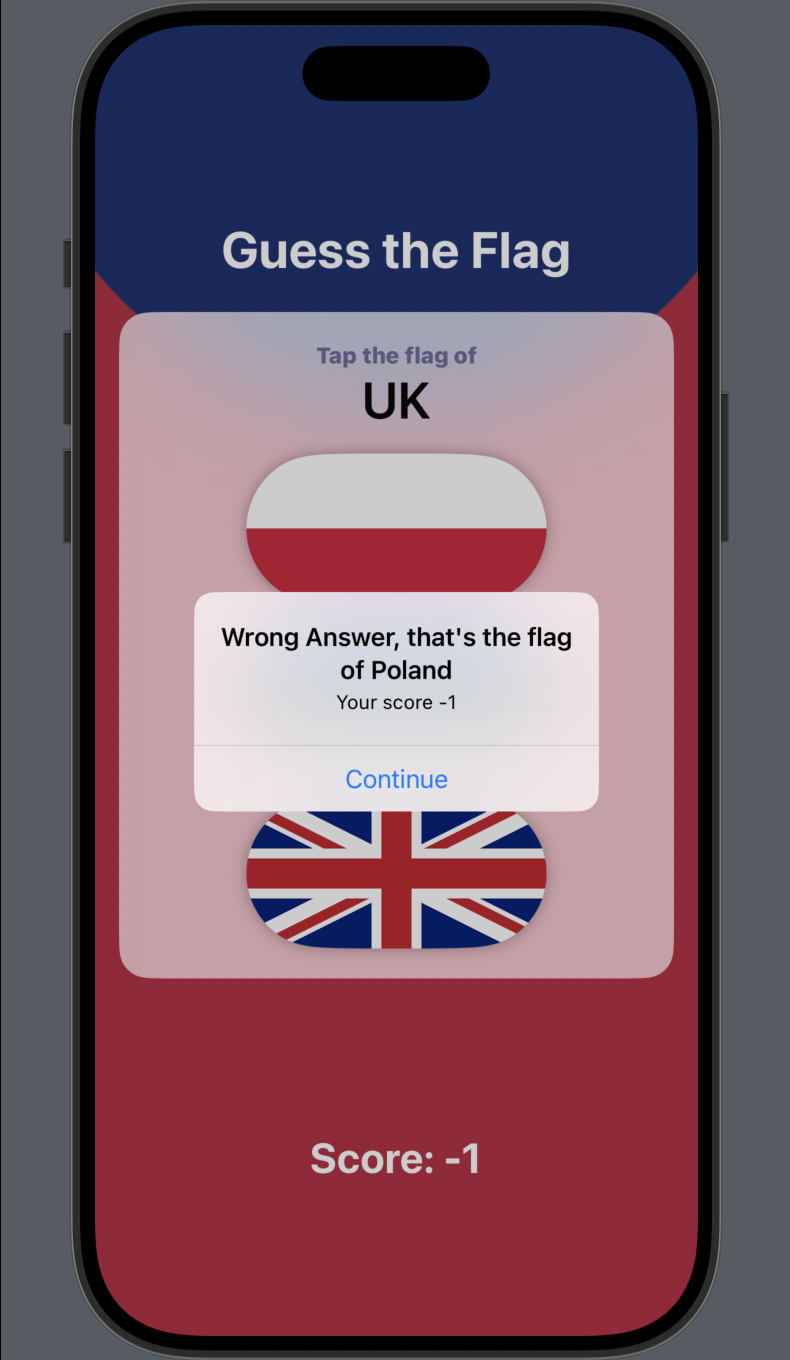 Guess the Flag
Tap the flag of
UK
Wrong Answer, that's the flag
of Poland
Your score -1
Continue
Score: -1